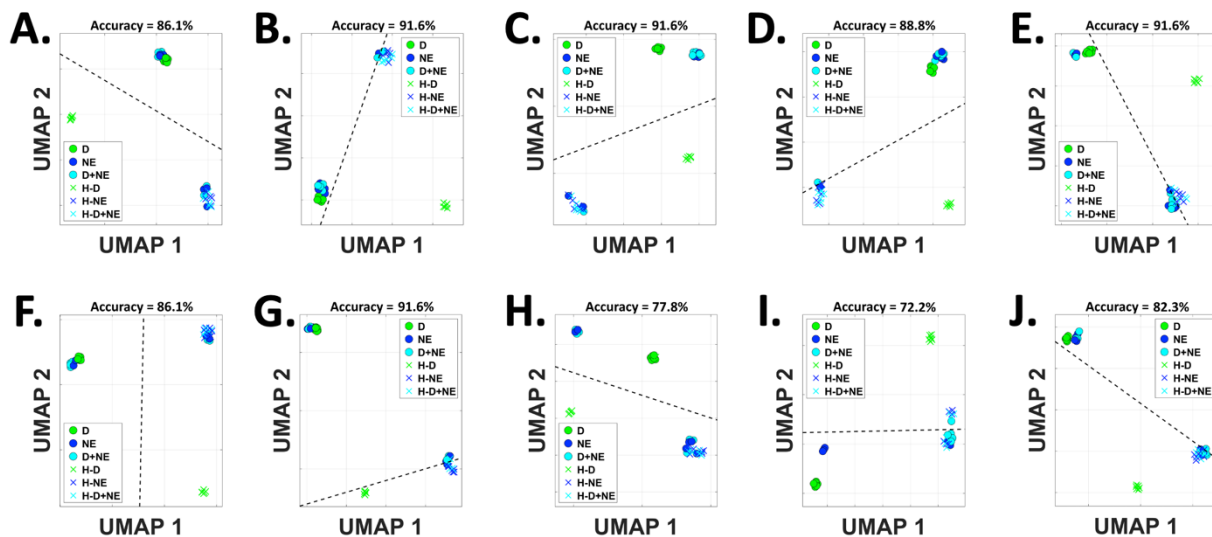 A.
Accuracy = 86.1%
UMAP 2
D
NE
D+NE
H-D
H-NE
H-D+NE
UMAP 1
B.
Accuracy = 91.6%
UMAP 2
D
NE
D+NE
H-D
H-NE
H-D+NE
UMAP 1
C.
Accuracy = 91.6%
UMAP 2
D
NE
D+NE
H-D
H-NE
H-D+NE
UMAP 1
D.
Accuracy = 88.8%
UMAP 2
D
NE
D+NE
H-D
H-NE
H-D+NE
UMAP 1
E.
Accuracy = 91.6%
UMAP 2
D
NE
D+NE
H-D
H-NE
H-D+NE
UMAP 1
F.
Accuracy = 86.1%
UMAP 2
D
NE
D+NE
H-D
H-NE
H-D+NE
UMAP 1
G.
Accuracy = 91.6%
UMAP 2
D
NE
D+NE
H-D
H-NE
H-D+NE
UMAP 1
H.
Accuracy = 77.8%
UMAP 2
D
NE
D+NE
H-D
H-NE
H-D+NE
UMAP 1
I.
Accuracy = 72.2%
UMAP 2
D
NE
D+NE
H-D
H-NE
H-D+NE
UMAP 1
J.
Accuracy = 82.3%
UMAP 2
D
NE
D+NE
H-D
H-NE
H-D+NE
UMAP 1